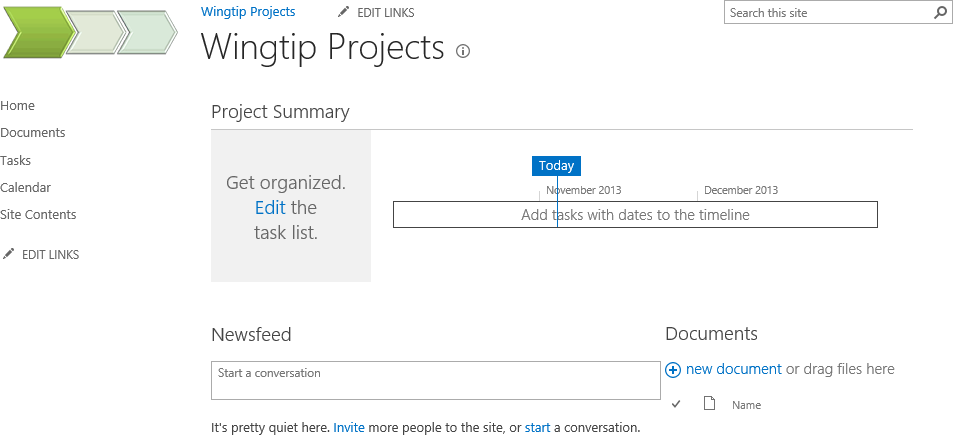 Wingtip Projects
EDIT LINKS
Search this site
Wingtip Projects
Home
Documents
Tasks
Calendar
Site Contents
EDIT LINKS
Project Summary
Get organized.
Edit the
task list.
Today
November 2013 December 2013
Add tasks with dates to the timeline
Newsfeed
Start a conversation
It's pretty quiet here. Invite more people to the site, or start a conversation.
Documents
new document or drag files here
Name